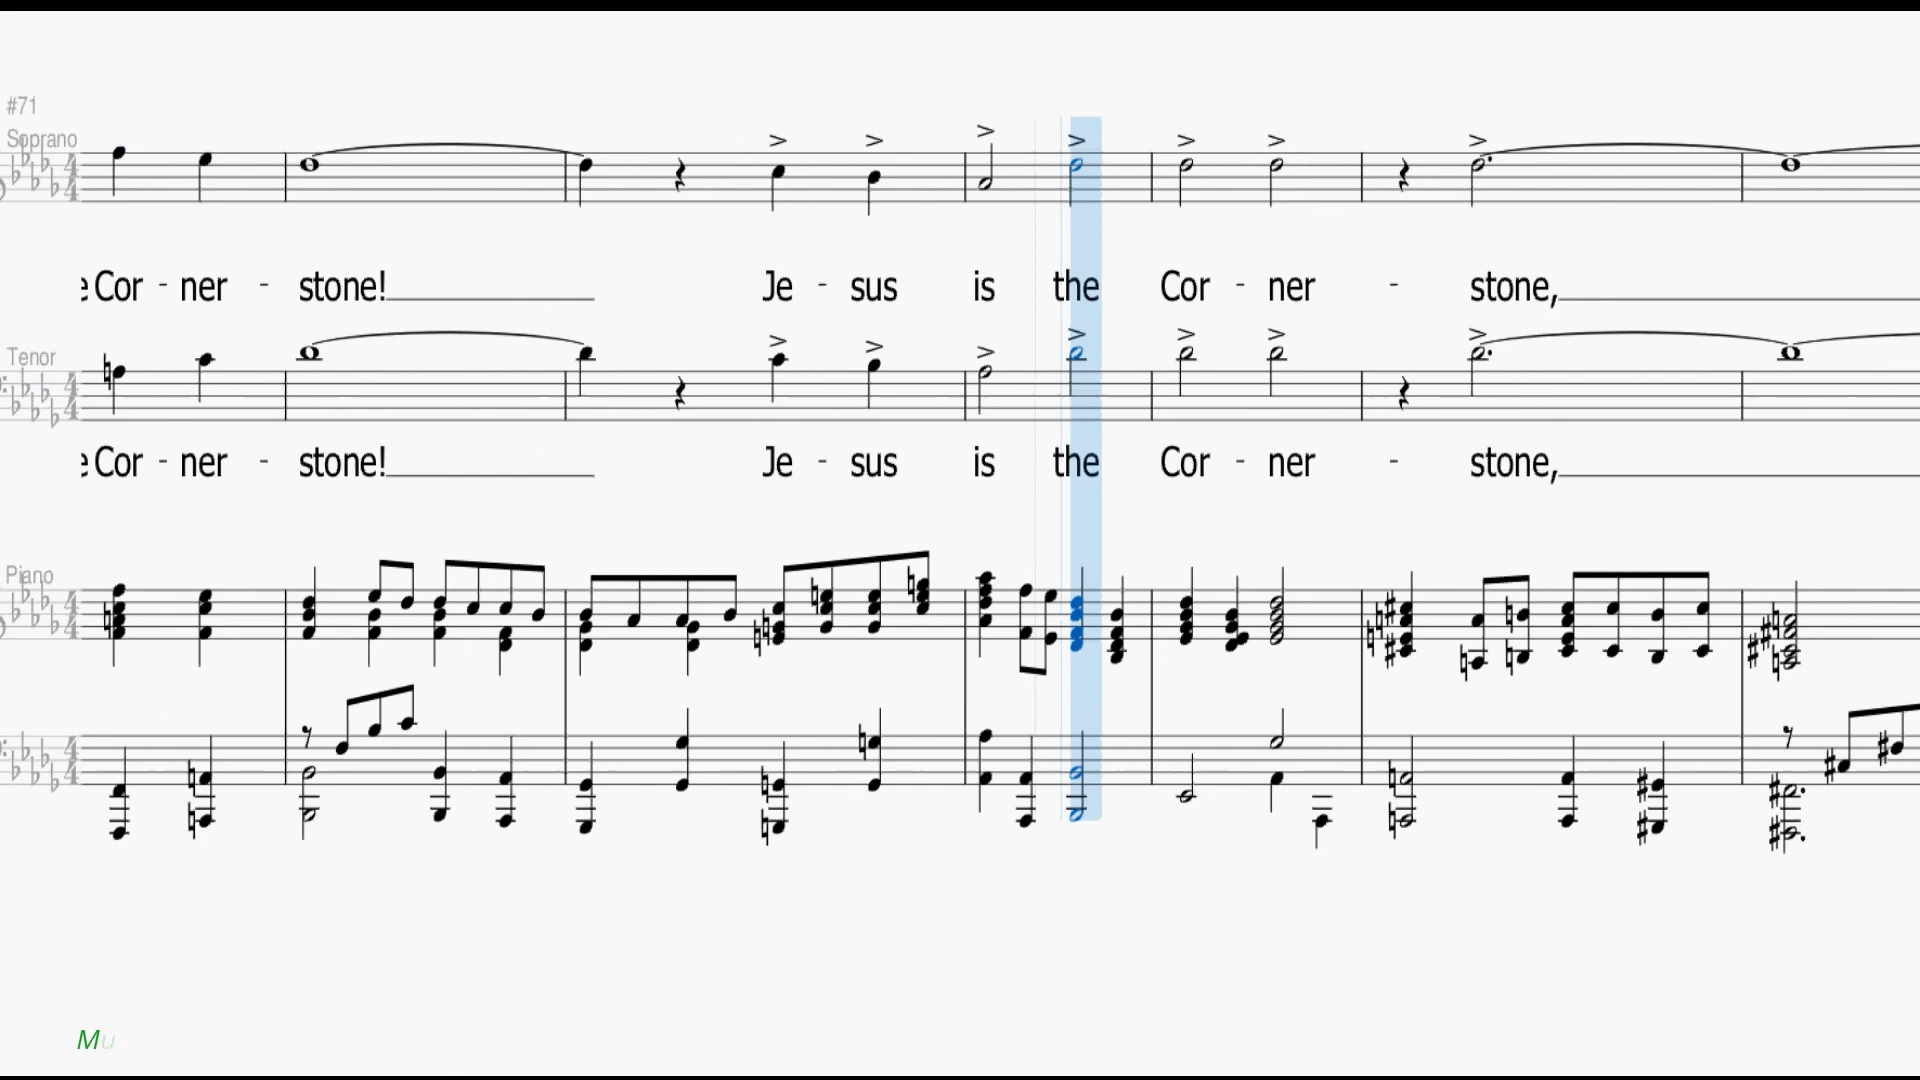 #71
Soprano
e Cor - ner - stone! Je - sus is the Cor - ner - stone,
Tenor
e Cor - ner - stone! Je - sus is the Cor - ner - stone,
Piano
Mu